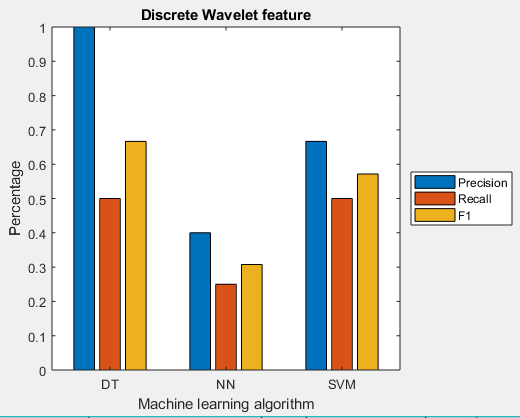 Discrete Wavelet feature
1
0.9
0.8
0.7
0.6
0.5
0.4
0.3
0.2
0.1
0
Percentage
DT
NN
SVM
Machine learning algorithm
Precision
Recall
F1